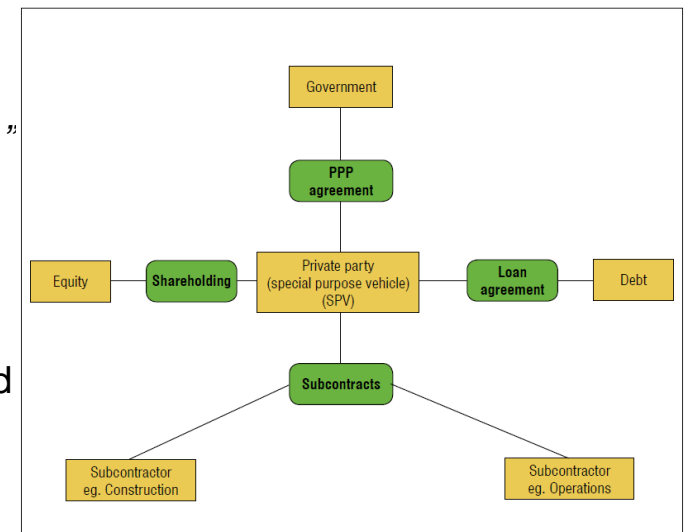 Government
”
PPP
agreement
Equity
Shareholding
Private party
(special purpose vehicle)
(SPV)
Loan
agreement
Debt
d
Subcontracts
Subcontractor
eg. Construction
Subcontractor
eg. Operations